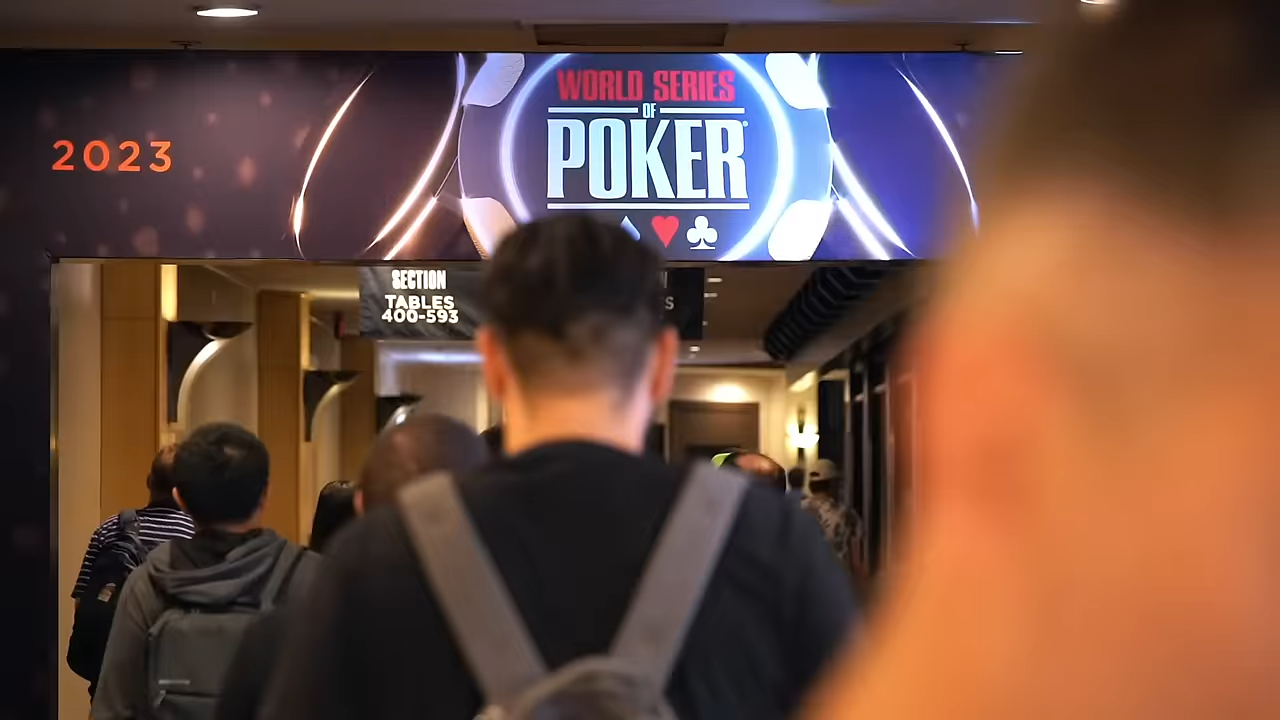 2023
WORLD SERIES
OF
POKER®
SECTION
TABLES
400-593